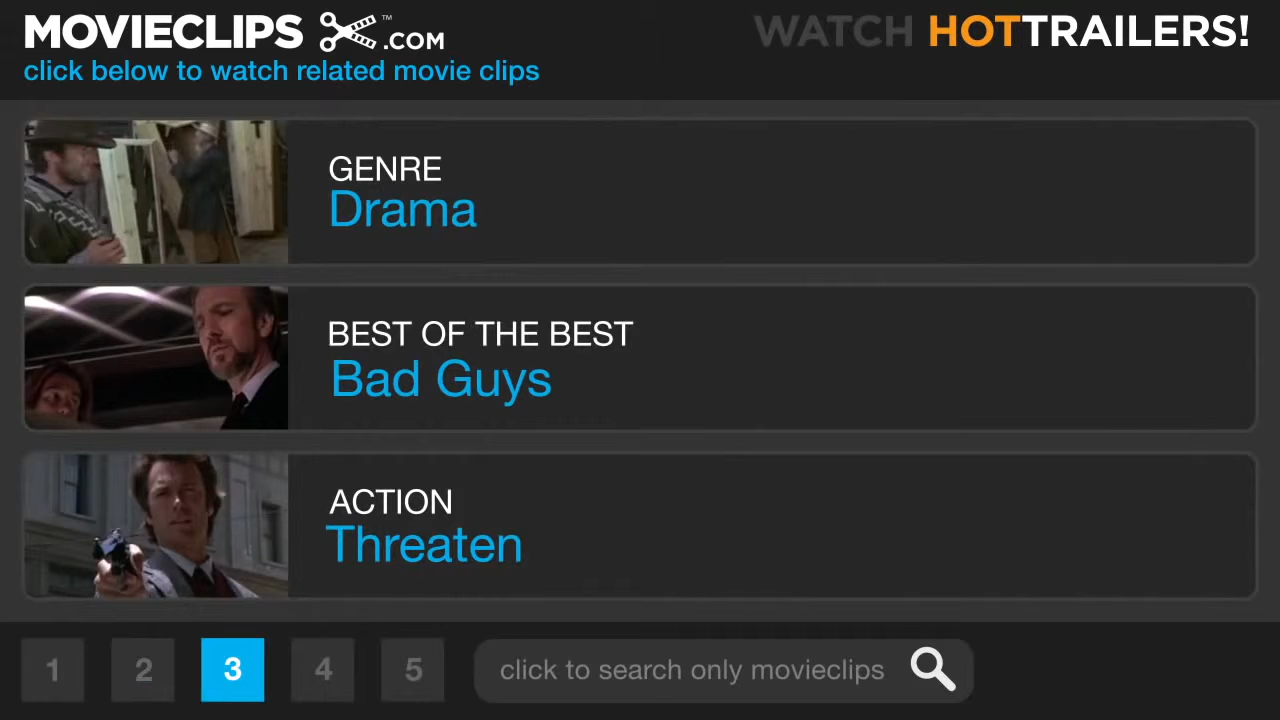 MOVIECLIPS ™ .COM
WATCH HOTTRAILERS!
click below to watch related movie clips
GENRE
Drama
BEST OF THE BEST
Bad Guys
ACTION
Threaten
1 2 3 4 5
click to search only movieclips